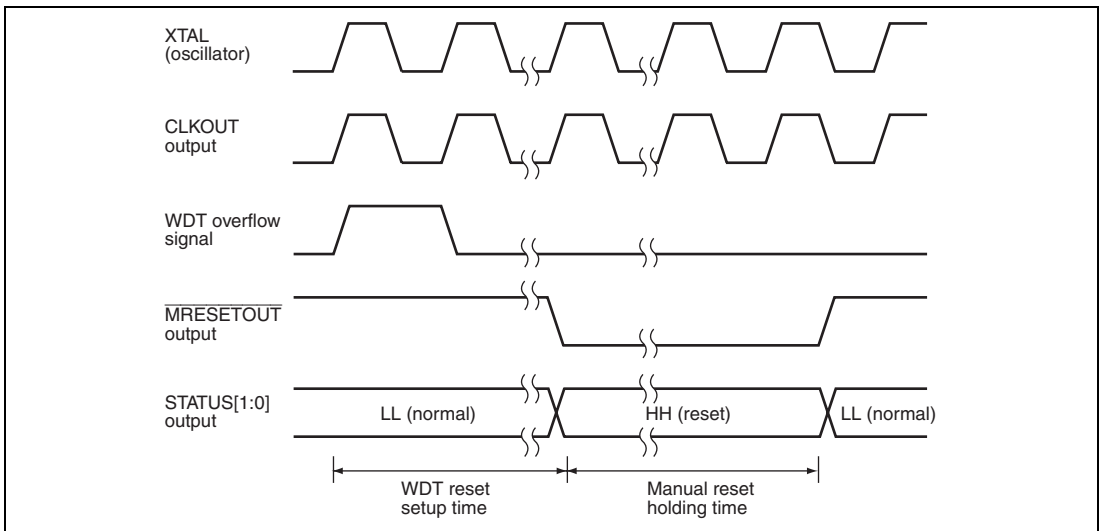 XTAL
(oscillator)
CLKOUT
output
WDT overflow
signal
MRESETOUT
output
STATUS[1:0]
output
LL (normal)
HH (reset)
LL (normal)
WDT reset
setup time
Manual reset
holding time